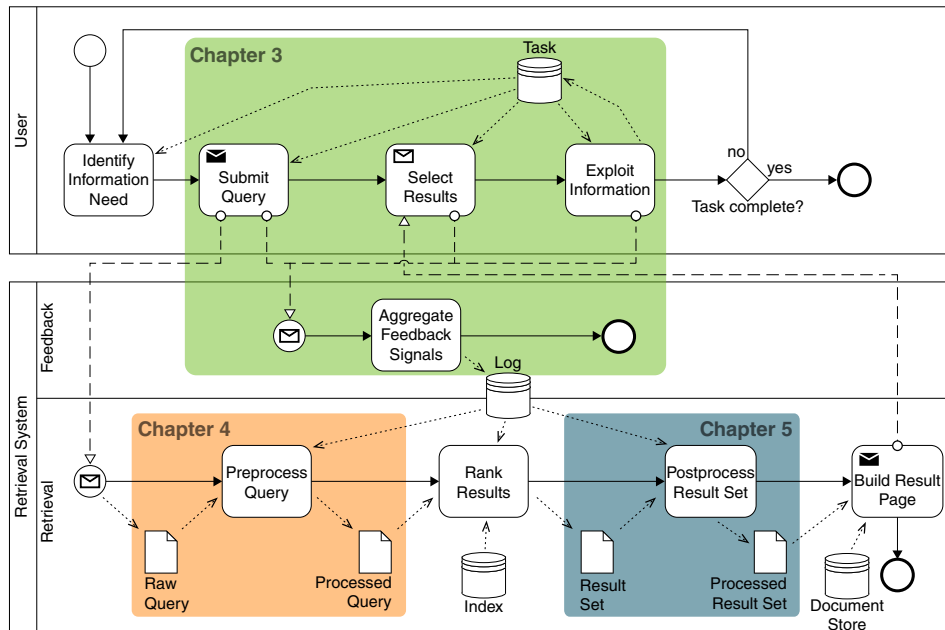 User
Chapter 3
Task
Identify
Information
Need
Submit
Query
Select
Results
Exploit
Information
no
yes
Task complete?
Retrieval System
Feedback
Aggregate
Feedback
Signals
Log
Retrieval
Chapter 4
Chapter 5
Preprocess
Query
Rank
Results
Postprocess
Result Set
Build Result
Page
Raw
Query
Processed
Query
Index
Result
Set
Processed
Result Set
Document
Store